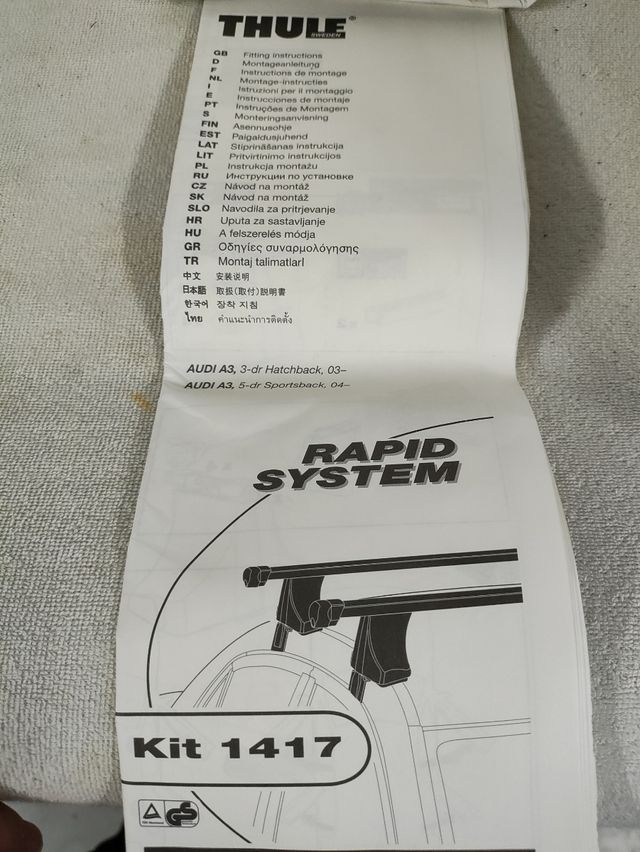 THULE®
SWEDEN
GB Fitting instructions
D Montageanleitung
F Instructions de montage
NL Montage-instructies
I Istruzioni per il montaggio
E Instrucciones de montaje
PT Instruções de Montagem
S Monteringsanvisning
FIN Asennusohje
EST Paigaldusjuhend
LAT Stiprināšanas instrukcija
LIT Pritvirtinimo instrukcijos
PL Instrukcja montażu
RU Инструкции по установке
CZ Návod na montáž
SK Návod na montáž
SLO Navodila za pritrjevanje
HR Uputa za sastavljanje
HU A felszerelés módja
GR Οδηγίες συναρμολόγησης
TR Montaj talimatlarI
中文 安装说明
日本語 取扱(取付)説明書
한국어 장착 지침
ไทย คำแนะนำการติดตั้ง
AUDI A3, 3-dr Hatchback, 03–
AUDI A3, 5-dr Sportsback, 04–
RAPID
SYSTEM
Kit 1417
GS